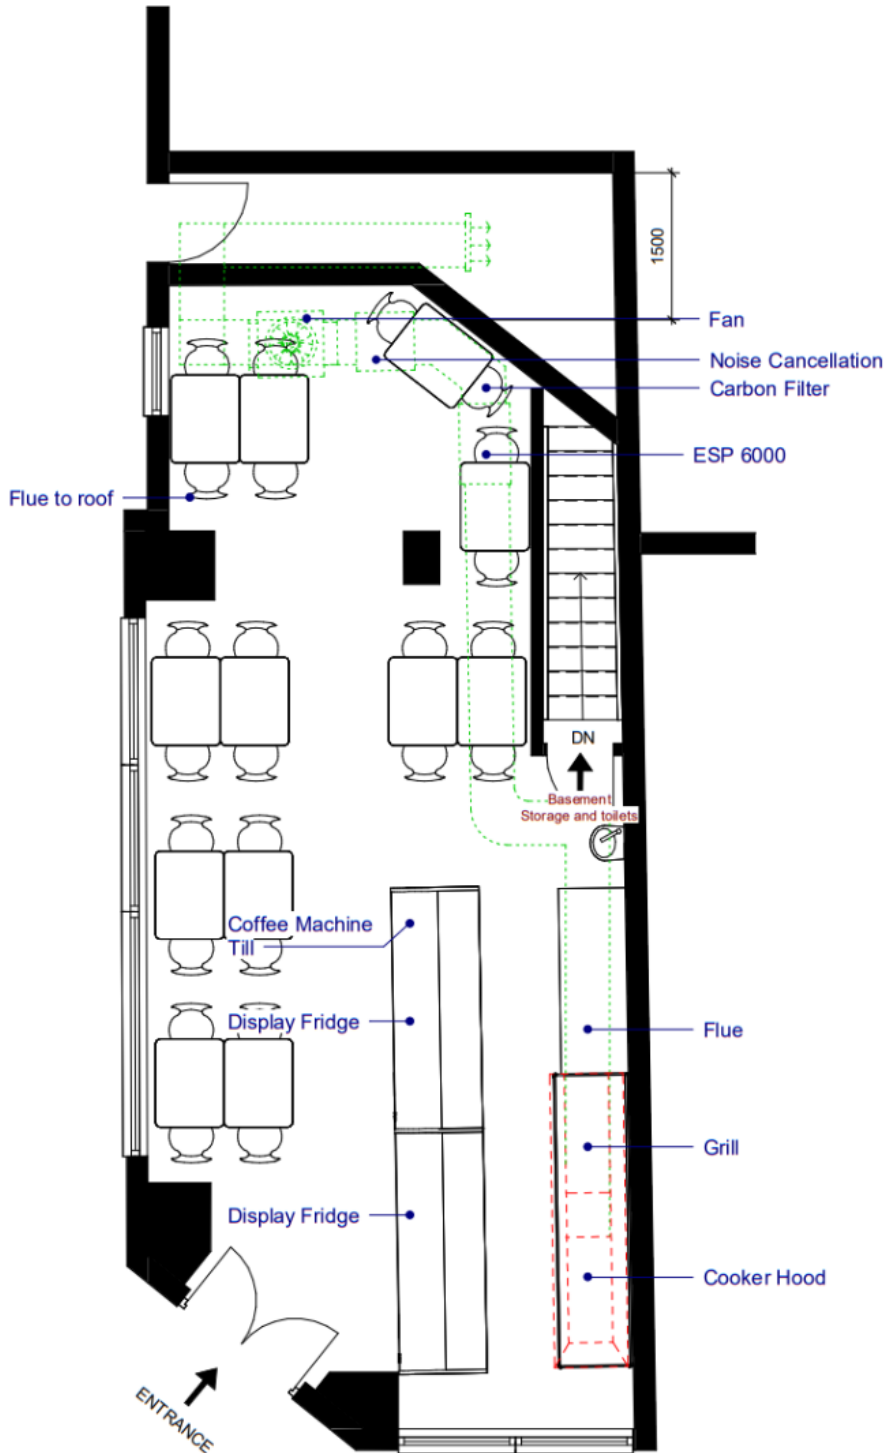 1500
Fan
Noise Cancellation
Carbon Filter
ESP 6000
Flue to roof
DN
Basement
Storage and toilets
Coffee Machine
Till
Display Fridge
Flue
Grill
Display Fridge
Cooker Hood
ENTRANCE